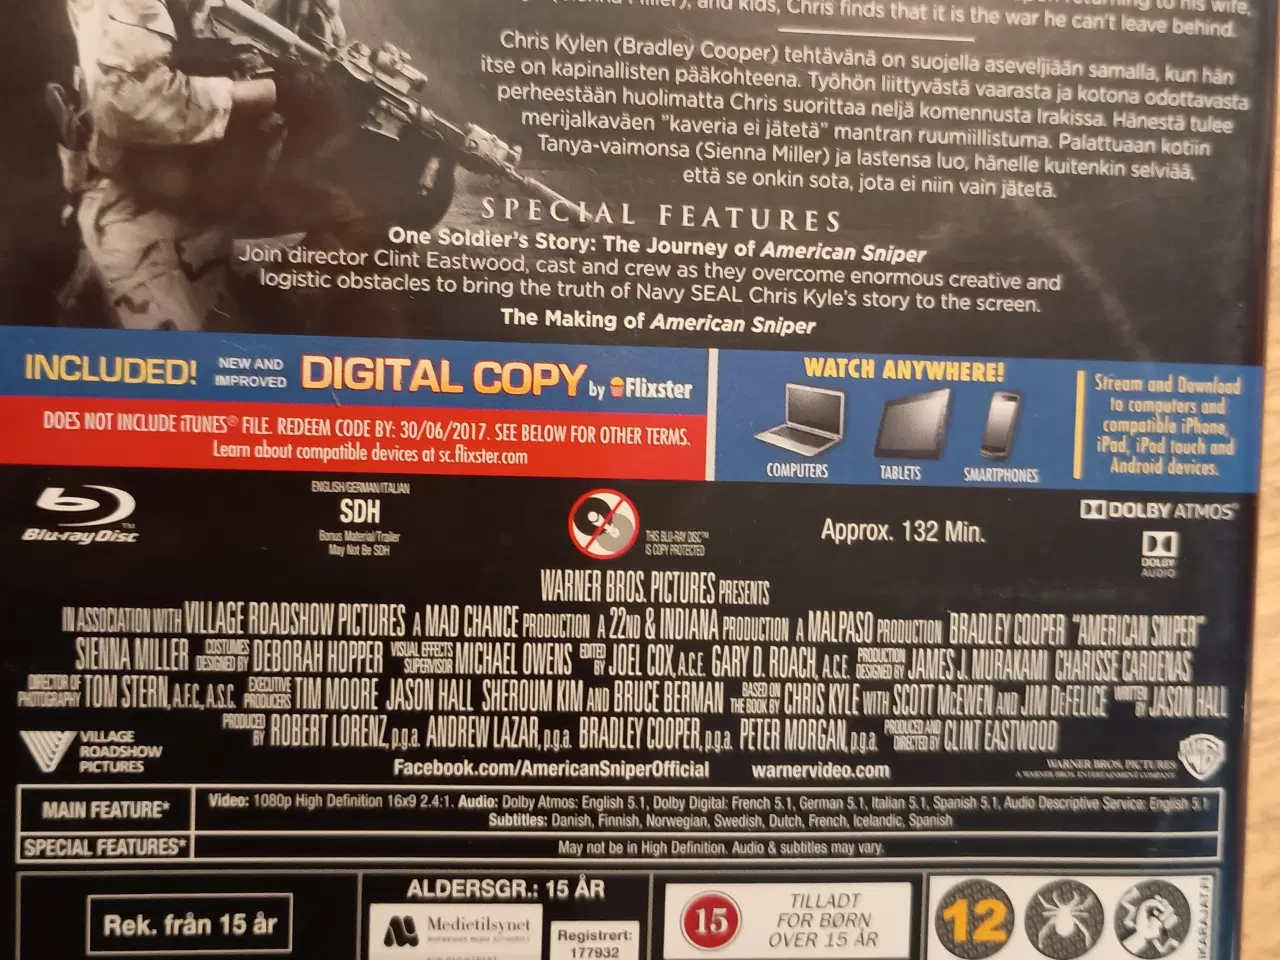 returning to his wife,
(Sienna Miller), and kids, Chris finds that it is the war he can't leave behind.
Chris Kylen (Bradley Cooper) tehtävänä on suojella aseveljiään samalla, kun hän
itse on kapinallisten pääkohteena. Työhön liittyvästä vaarasta ja kotona odottavasta
perheestään huolimatta Chris suorittaa neljä komennusta Irakissa. Hänestä tulee
merijalkaväen "kaveria ei jätetä" mantran ruumiillistuma. Palattuaan kotiin
Tanya-vaimonsa (Sienna Miller) ja lastensa luo, hänelle kuitenkin selviää,
että se onkin sota, jota ei niin vain jätetä.
SPECIAL FEATURES
One Soldier's Story: The Journey of American Sniper
Join director Clint Eastwood, cast and crew as they overcome enormous creative and
logistic obstacles to bring the truth of Navy SEAL Chris Kyle's story to the screen.
The Making of American Sniper
INCLUDED! NEW AND IMPROVED DIGITAL COPY by Flixster
DOES NOT INCLUDE iTUNES® FILE. REDEEM CODE BY: 30/06/2017. SEE BELOW FOR OTHER TERMS.
Learn about compatible devices at sc.flixster.com
WATCH ANYWHERE!
COMPUTERS TABLETS SMARTPHONES
Stream and Download
to computers and
compatible iPhone,
iPad, iPod touch and
Android devices.
Blu-ray Disc™
ENGLISH/GERMAN/ITALIAN
SDH
Bonus Material/Trailer
May Not Be SDH
THIS BLU-RAY DISC™
IS COPY PROTECTED
Approx. 132 Min.
DOLBY ATMOS®
DOLBY
AUDIO
WARNER BROS. PICTURES PRESENTS
IN ASSOCIATION WITH VILLAGE ROADSHOW PICTURES A MAD CHANCE PRODUCTION A 22ND & INDIANA PRODUCTION A MALPASO PRODUCTION BRADLEY COOPER "AMERICAN SNIPER"
SIENNA MILLER COSTUMES DESIGNED BY DEBORAH HOPPER VISUAL EFFECTS SUPERVISOR MICHAEL OWENS EDITED BY JOEL COX, A.C.E. GARY D. ROACH, A.C.E. PRODUCTION DESIGNED BY JAMES J. MURAKAMI CHARISSE CARDENAS
DIRECTOR OF PHOTOGRAPHY TOM STERN, A.F.C., A.S.C. EXECUTIVE PRODUCERS TIM MOORE JASON HALL SHEROUM KIM AND BRUCE BERMAN BASED ON THE BOOK BY CHRIS KYLE WITH SCOTT McEWEN AND JIM DeFELICE WRITTEN BY JASON HALL
PRODUCED BY ROBERT LORENZ, p.g.a. ANDREW LAZAR, p.g.a. BRADLEY COOPER, p.g.a. PETER MORGAN, p.g.a. PRODUCED AND DIRECTED BY CLINT EASTWOOD
VILLAGE
ROADSHOW
PICTURES
Facebook.com/AmericanSniperOfficial warnervideo.com
WARNER BROS. PICTURES
A WARNER BROS. ENTERTAINMENT COMPANY
WB
MAIN FEATURE*
Video: 1080p High Definition 16x9 2.4:1. Audio: Dolby Atmos: English 5.1, Dolby Digital: French 5.1, German 5.1, Italian 5.1, Spanish 5.1, Audio Descriptive Service: English 5.1
Subtitles: Danish, Finnish, Norwegian, Swedish, Dutch, French, Icelandic, Spanish
SPECIAL FEATURES*
May not be in High Definition. Audio & subtitles may vary.
Rek. från 15 år
ALDERSGR.: 15 ÅR
Medietilsynet
NORWEGIAN MEDIA AUTHORITY
Registrert:
177932
15
TILLADT
FOR BØRN
OVER 15 ÅR
12
IKARAJAT.FI